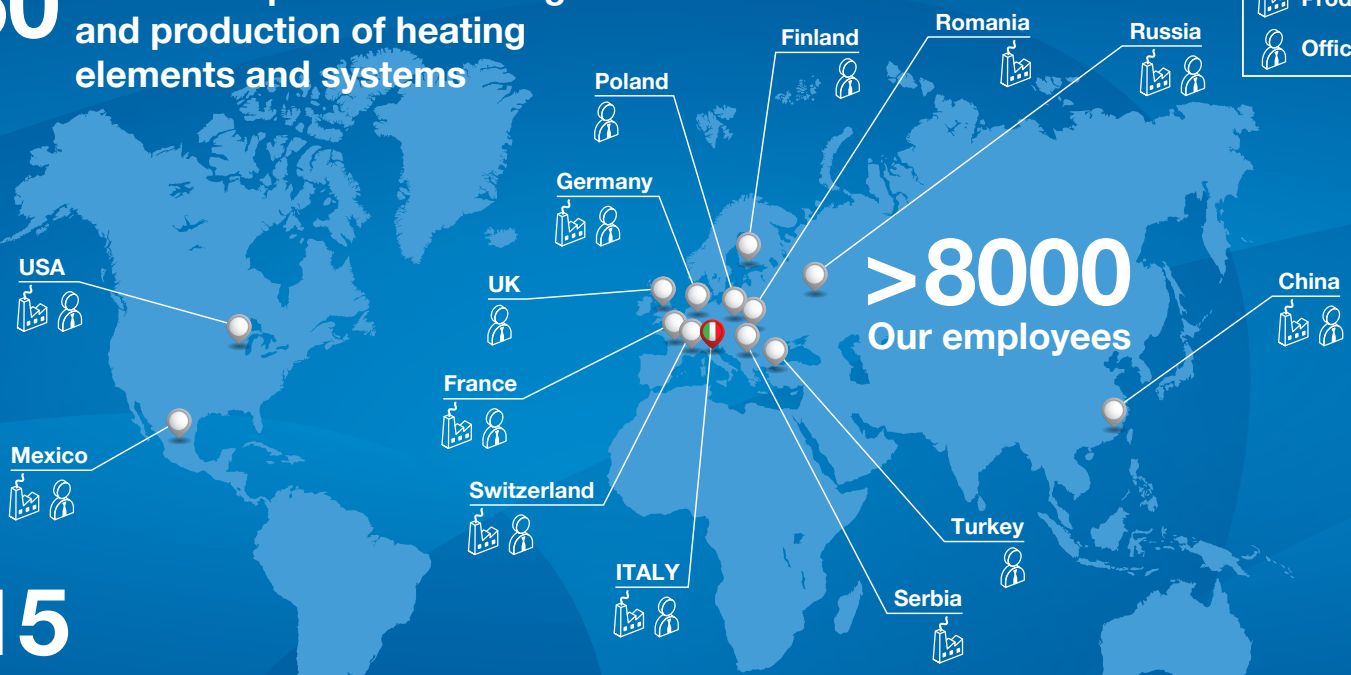 and production of heating
elements and systems
Finland
Romania
Russia
Poland
Germany
USA
UK
>8000
Our employees
China
France
Mexico
Switzerland
Turkey
ITALY
Serbia
15